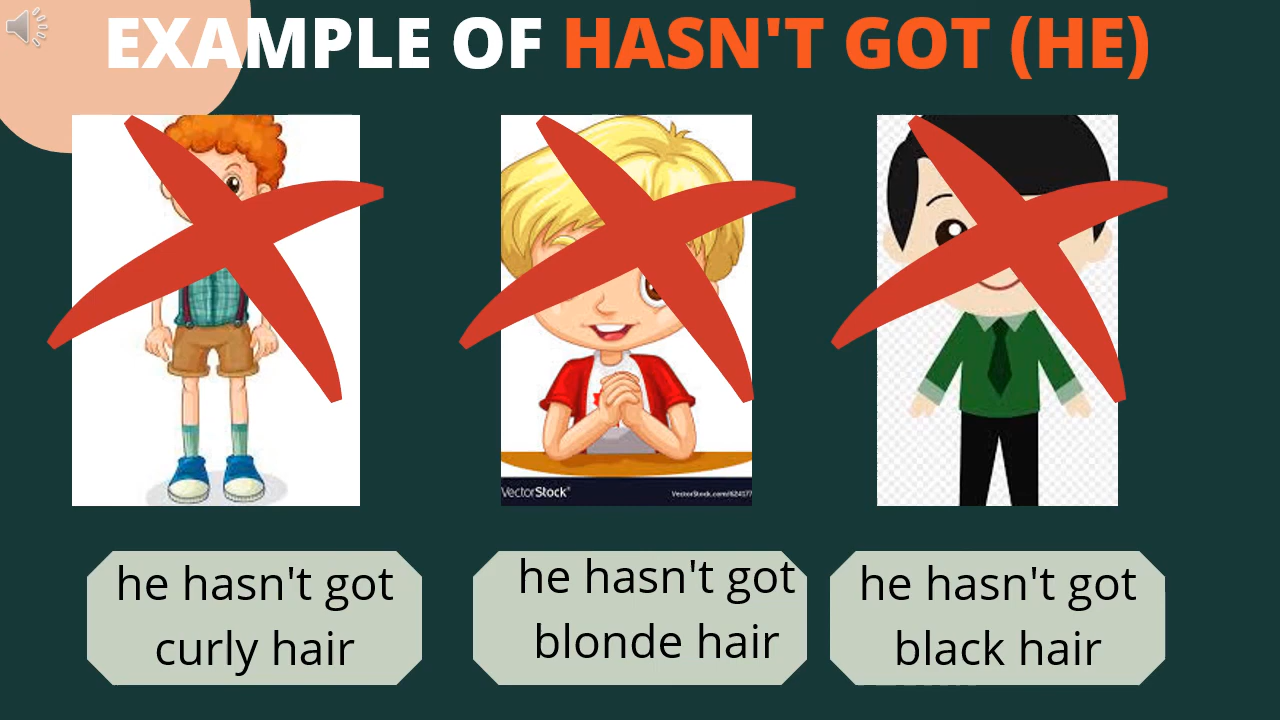 EXAMPLE OF HASN'T GOT (HE)
VectorStock®
he hasn't got
curly hair
he hasn't got
blonde hair
he hasn't got
black hair